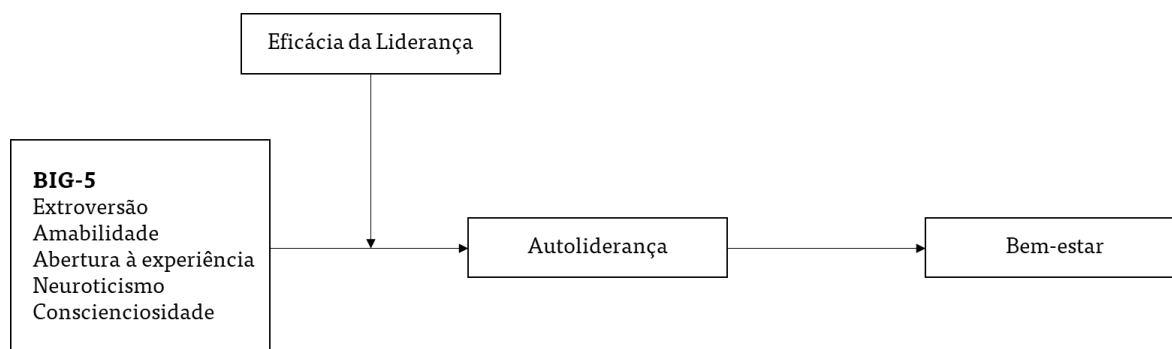 Eficácia da Liderança
BIG-5
Extroversão
Amabilidade
Abertura à experiência
Neuroticismo
Conscienciosidade
Autoliderança
Bem-estar